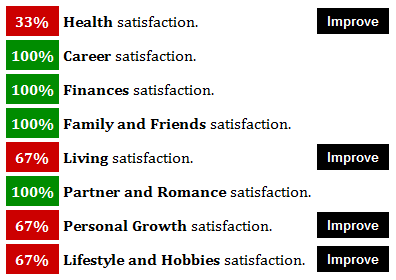 33% Health satisfaction. Improve
100% Career satisfaction.
100% Finances satisfaction.
100% Family and Friends satisfaction.
67% Living satisfaction. Improve
100% Partner and Romance satisfaction.
67% Personal Growth satisfaction. Improve
67% Lifestyle and Hobbies satisfaction. Improve